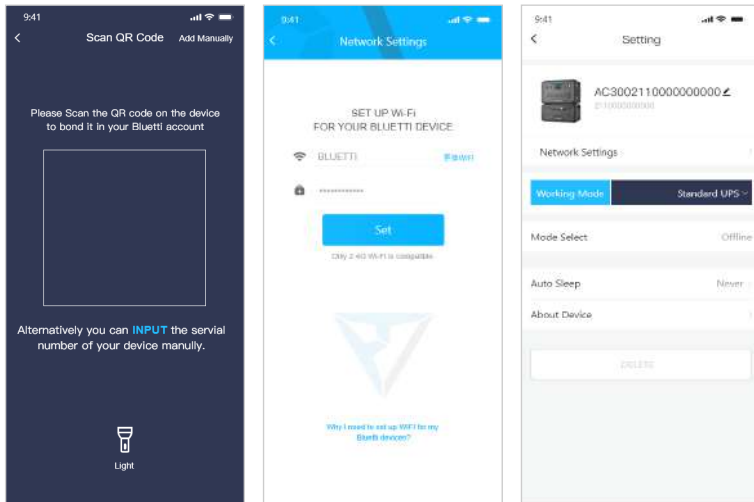 9:41
Scan QR Code
Add Manually
Please Scan the QR code on the device
to bond it in your Bluetti account
Alternatively you can INPUT the servial
number of your device manully.
Light
9:41
Network Settings
SET UP Wi-Fi
FOR YOUR BLUETTI DEVICE
BLUETTI
************
Set
Only 2.4G Wi-Fi is compatible
Why I need to set up WIFI for my
Bluetti devices?
9:41
Setting
AC3002110000000000
2110000000000
Network Settings
Working Mode
Standard UPS
Mode Select
Offline
Auto Sleep
Never
About Device
DELETE